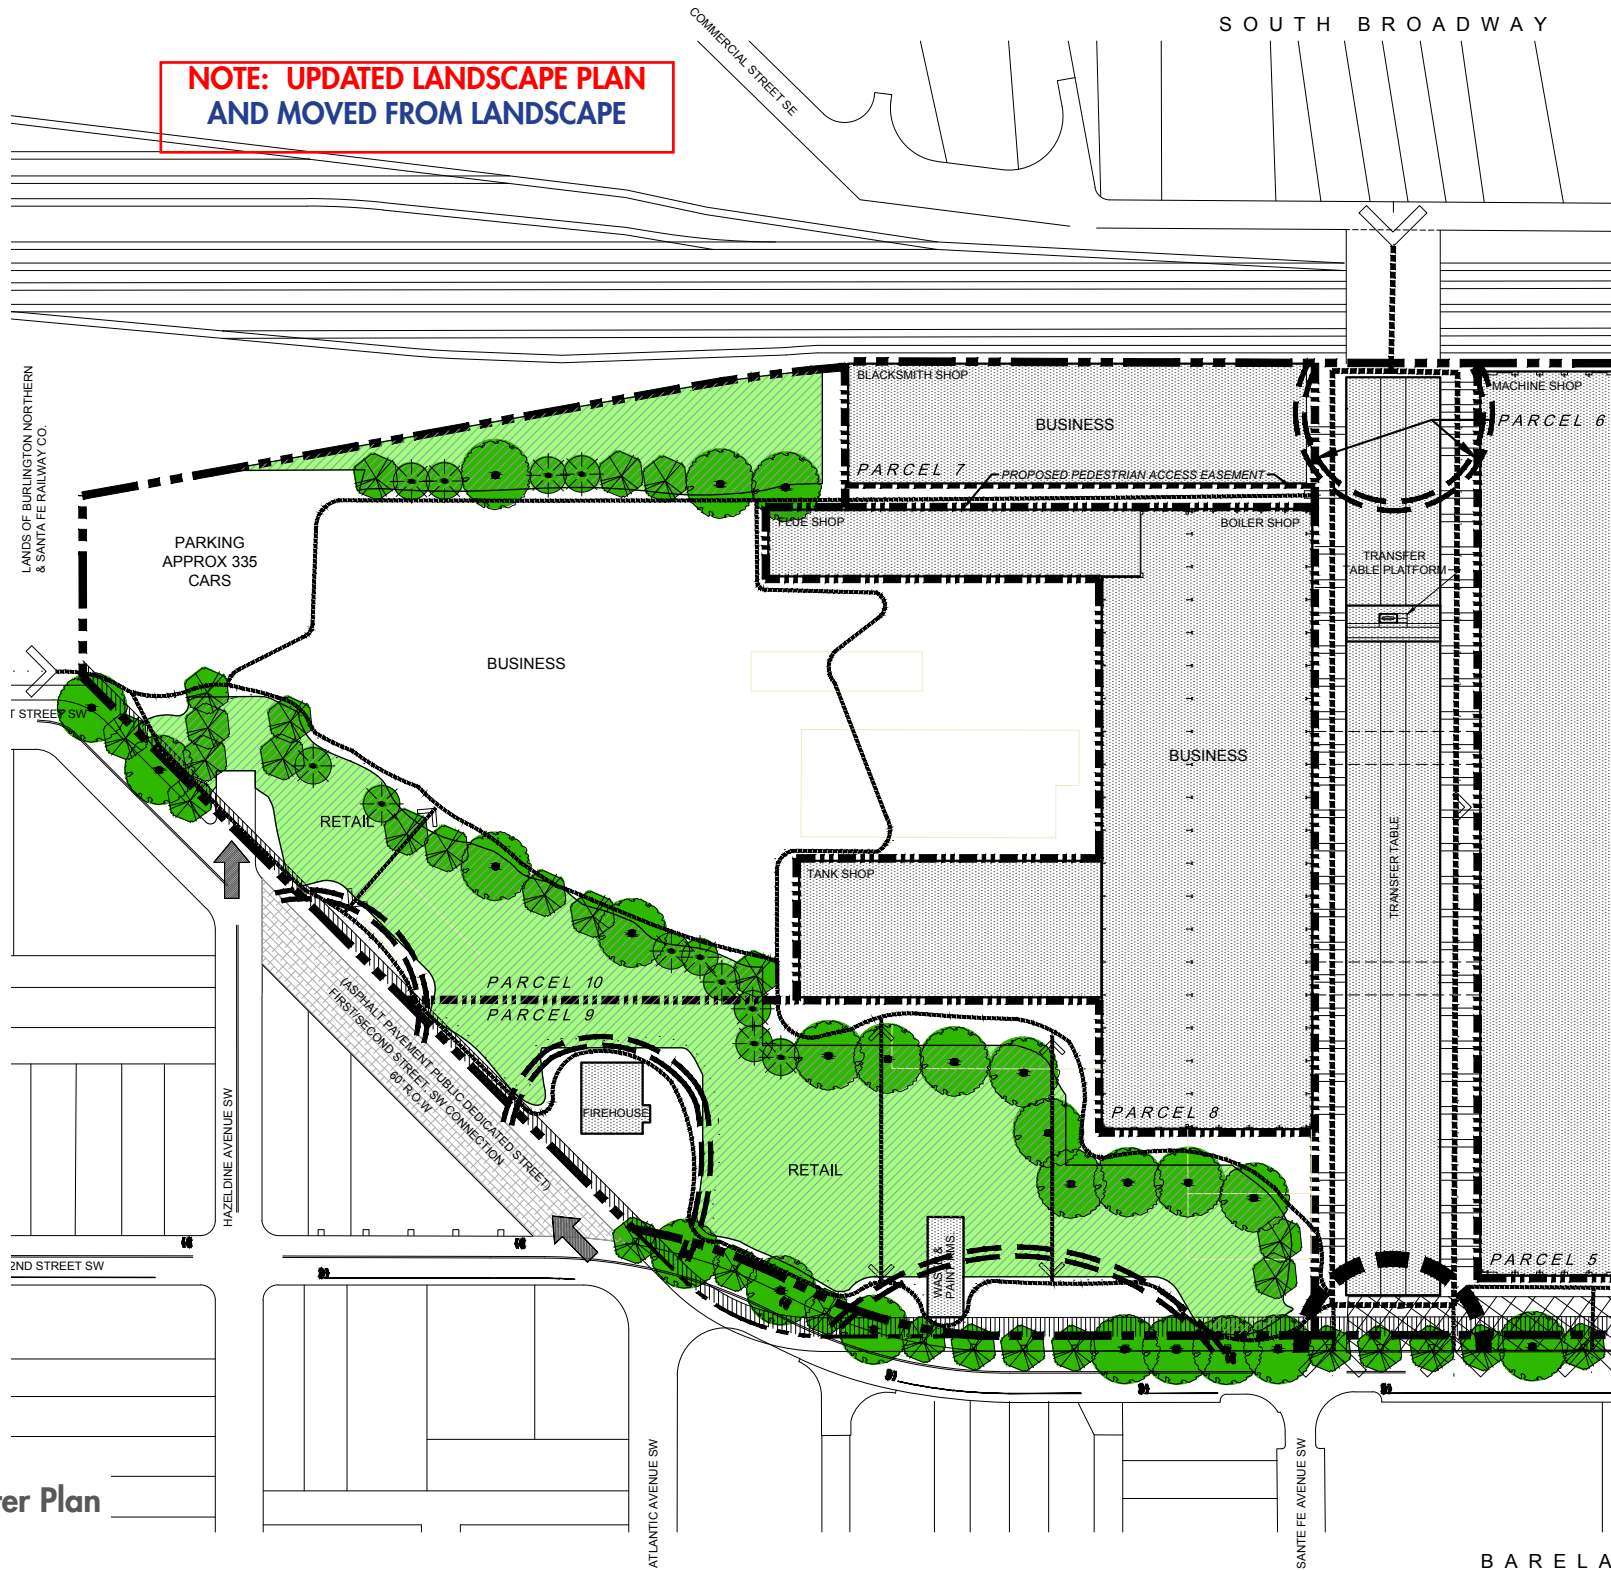 SOUTH BROADWAY
COMMERCIAL STREET SE
NOTE: UPDATED LANDSCAPE PLAN
AND MOVED FROM LANDSCAPE
LANDS OF BURLINGTON NORTHERN
& SANTA FE RAILWAY CO.
BLACKSMITH SHOP
BUSINESS
MACHINE SHOP
PARCEL 6
PARCEL 7
PROPOSED PEDESTRIAN ACCESS EASEMENT
FLUE SHOP
BOILER SHOP
PARKING
APPROX 335
CARS
TRANSFER
TABLE PLATFORM
BUSINESS
T STREET SW
BUSINESS
RETAIL
TANK SHOP
TRANSFER TABLE
PARCEL 10
PARCEL 9
(ASPHALT PAVEMENT PUBLIC DEDICATED STREET)
FIRST/SECOND STREET, SW CONNECTION
60' R.O.W
FIREHOUSE
PARCEL 8
HAZELDINE AVENUE SW
RETAIL
2ND STREET SW
PARCEL 5
ATLANTIC AVENUE SW
SANTE FE AVENUE SW
er Plan
BARELA